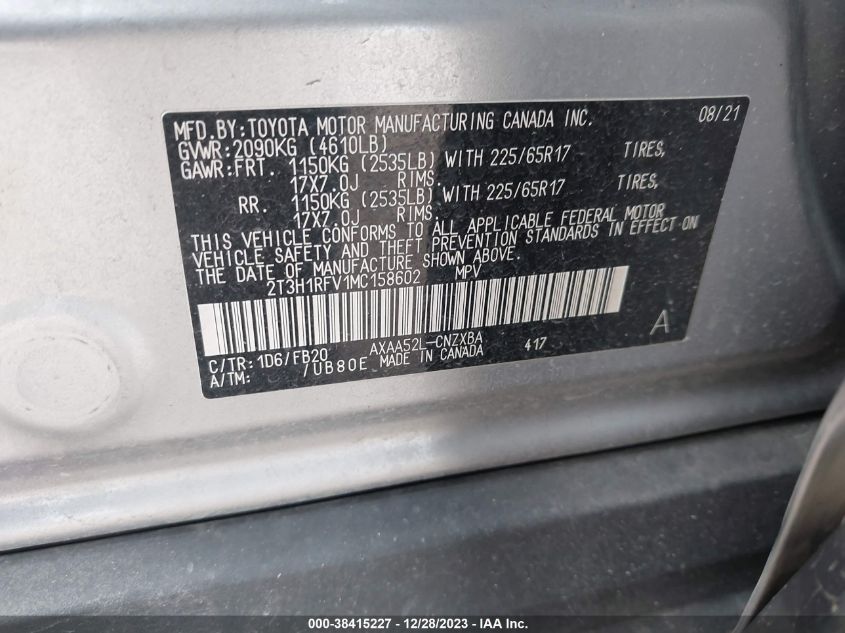 MFD.BY:TOYOTA MOTOR MANUFACTURING CANADA INC. 08/21
GVWR:2090KG (4610LB)
GAWR:FRT. 1150KG (2535LB) WITH 225/65R17 TIRES,
17X7.0J RIMS.
RR. 1150KG (2535LB) WITH 225/65R17 TIRES,
17X7.0J RIMS.
THIS VEHICLE CONFORMS TO ALL APPLICABLE FEDERAL MOTOR
VEHICLE SAFETY AND THEFT PREVENTION STANDARDS IN EFFECT ON
THE DATE OF MANUFACTURE SHOWN ABOVE.
2T3H1RFV1MC158602 MPV
A
C/TR:1D6/FB20 AXAA52L-CNZXBA 417
A/TM: /UB80E MADE IN CANADA
000-38415227 - 12/28/2023 - IAA Inc.